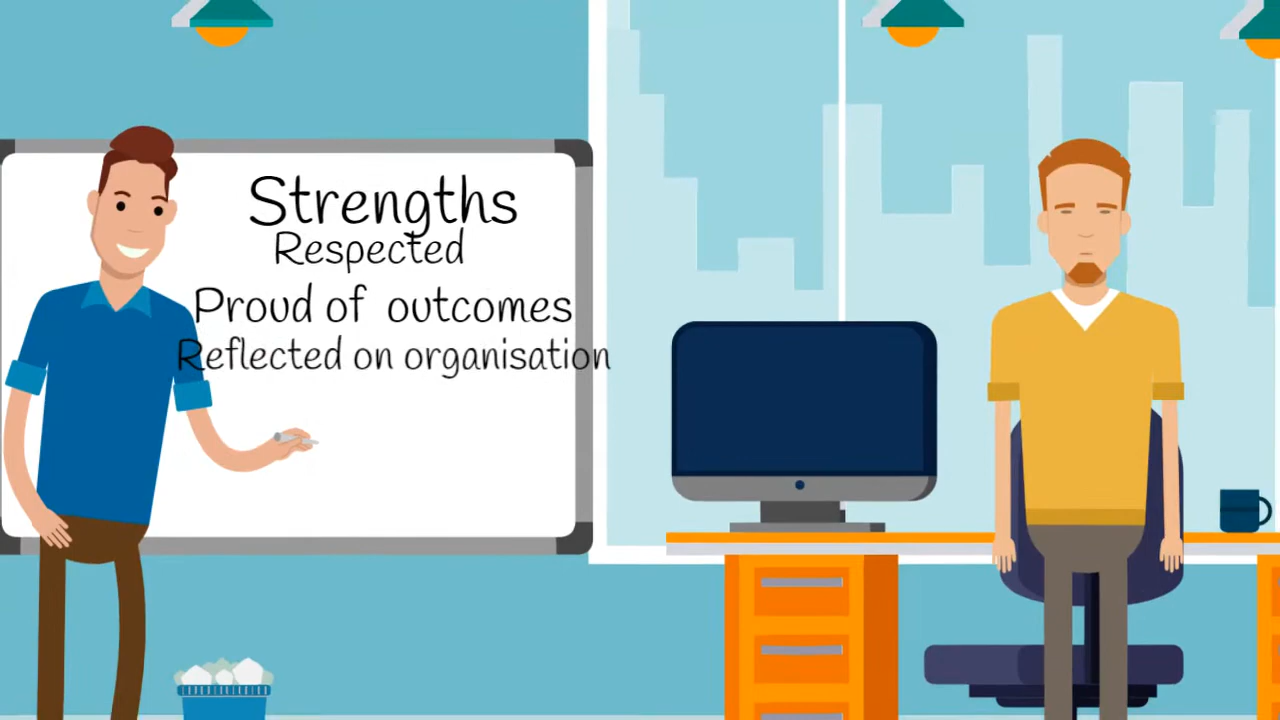 Strengths
Respected
Proud of outcomes
Reflected on organisation